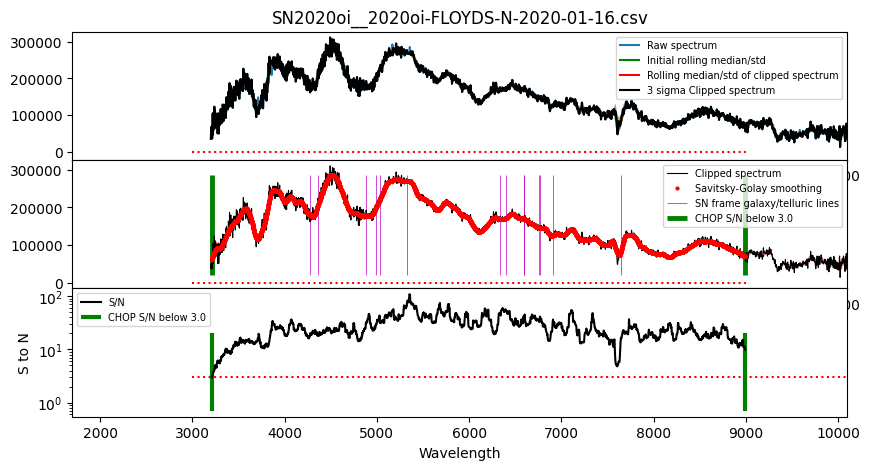 SN2020oi__2020oi-FLOYDS-N-2020-01-16.csv
300000
200000
100000
0
Raw spectrum
Initial rolling median/std
Rolling median/std of clipped spectrum
3 sigma Clipped spectrum
300000
200000
100000
0
Clipped spectrum
Savitsky-Golay smoothing
SN frame galaxy/telluric lines
CHOP S/N below 3.0
S to N
10²
10¹
10⁰
S/N
CHOP S/N below 3.0
2000 3000 4000 5000 6000 7000 8000 9000 10000
Wavelength